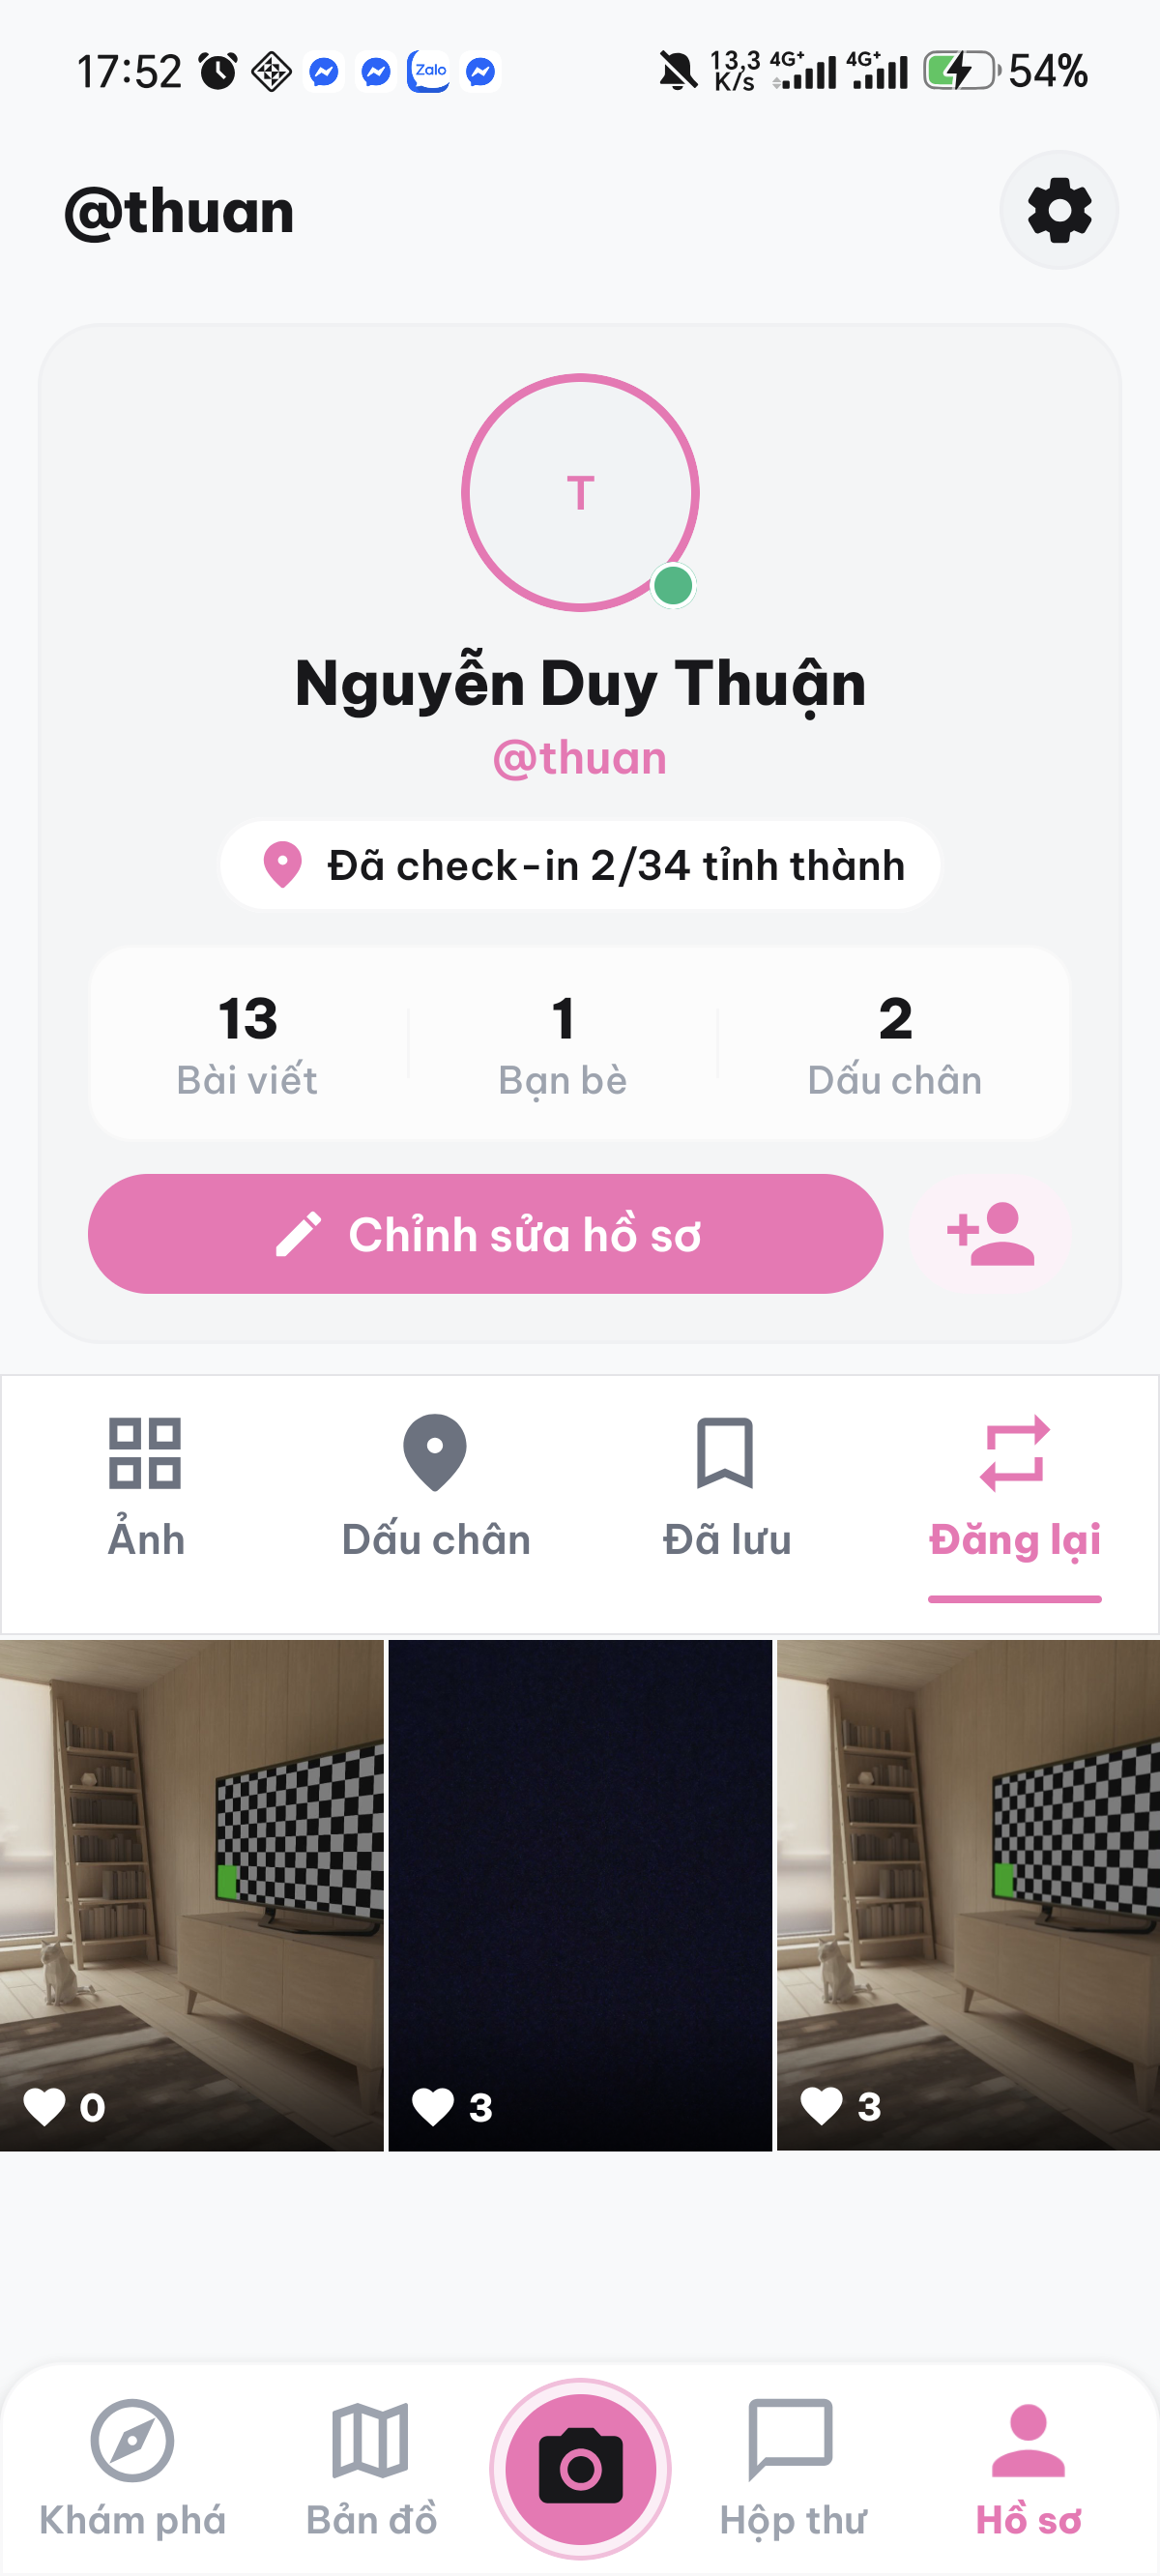 17:52
Zalo
13,3 K/s 4G+ 4G+ 54%
@thuan
T
Nguyễn Duy Thuận
@thuan
Đã check-in 2/34 tỉnh thành
13 1 2
Bài viết Bạn bè Dấu chân
Chỉnh sửa hồ sơ
Ảnh Dấu chân Đã lưu Đăng lại
0 3 3
Khám phá Bản đồ Hộp thư Hồ sơ